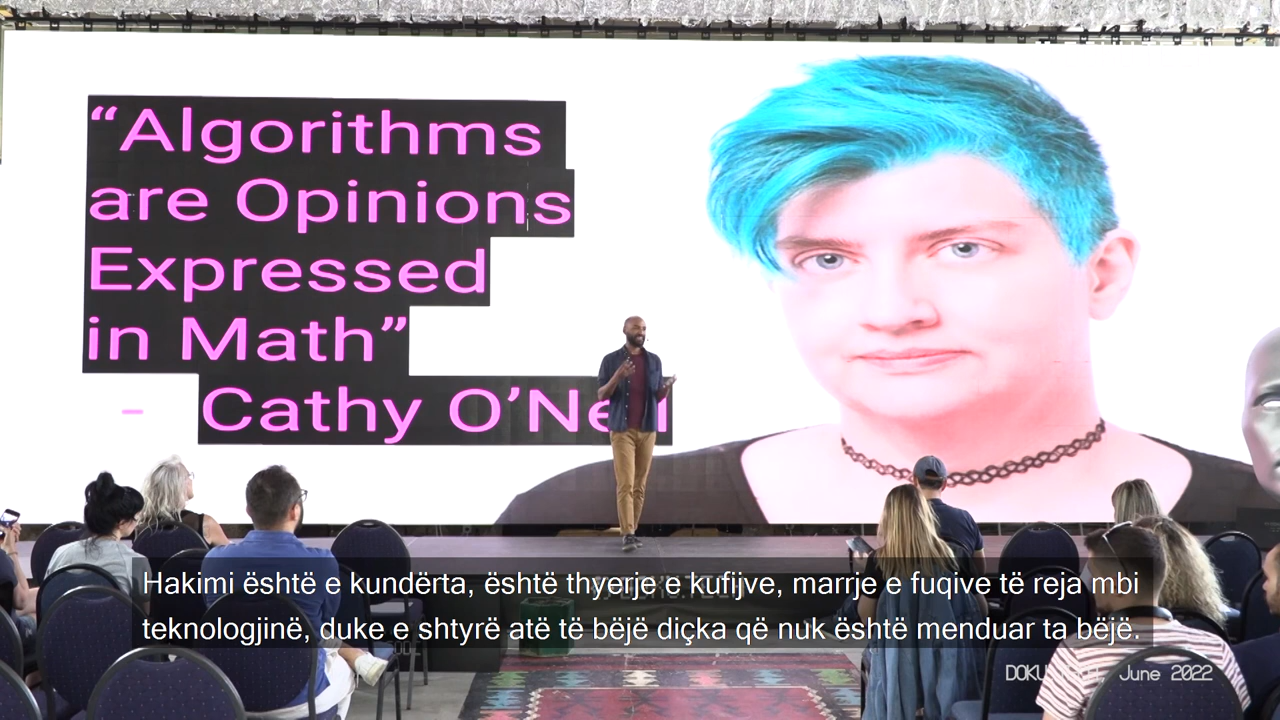 “Algorithms
are Opinions
Expressed
in Math”
- Cathy
Hakimi është e kundërta, është thyerje e kufijve, marrje e fuqive të reja mbi
teknologjinë, duke e shtyrë atë të bëjë diçka që nuk është menduar ta bëjë.
June 2022